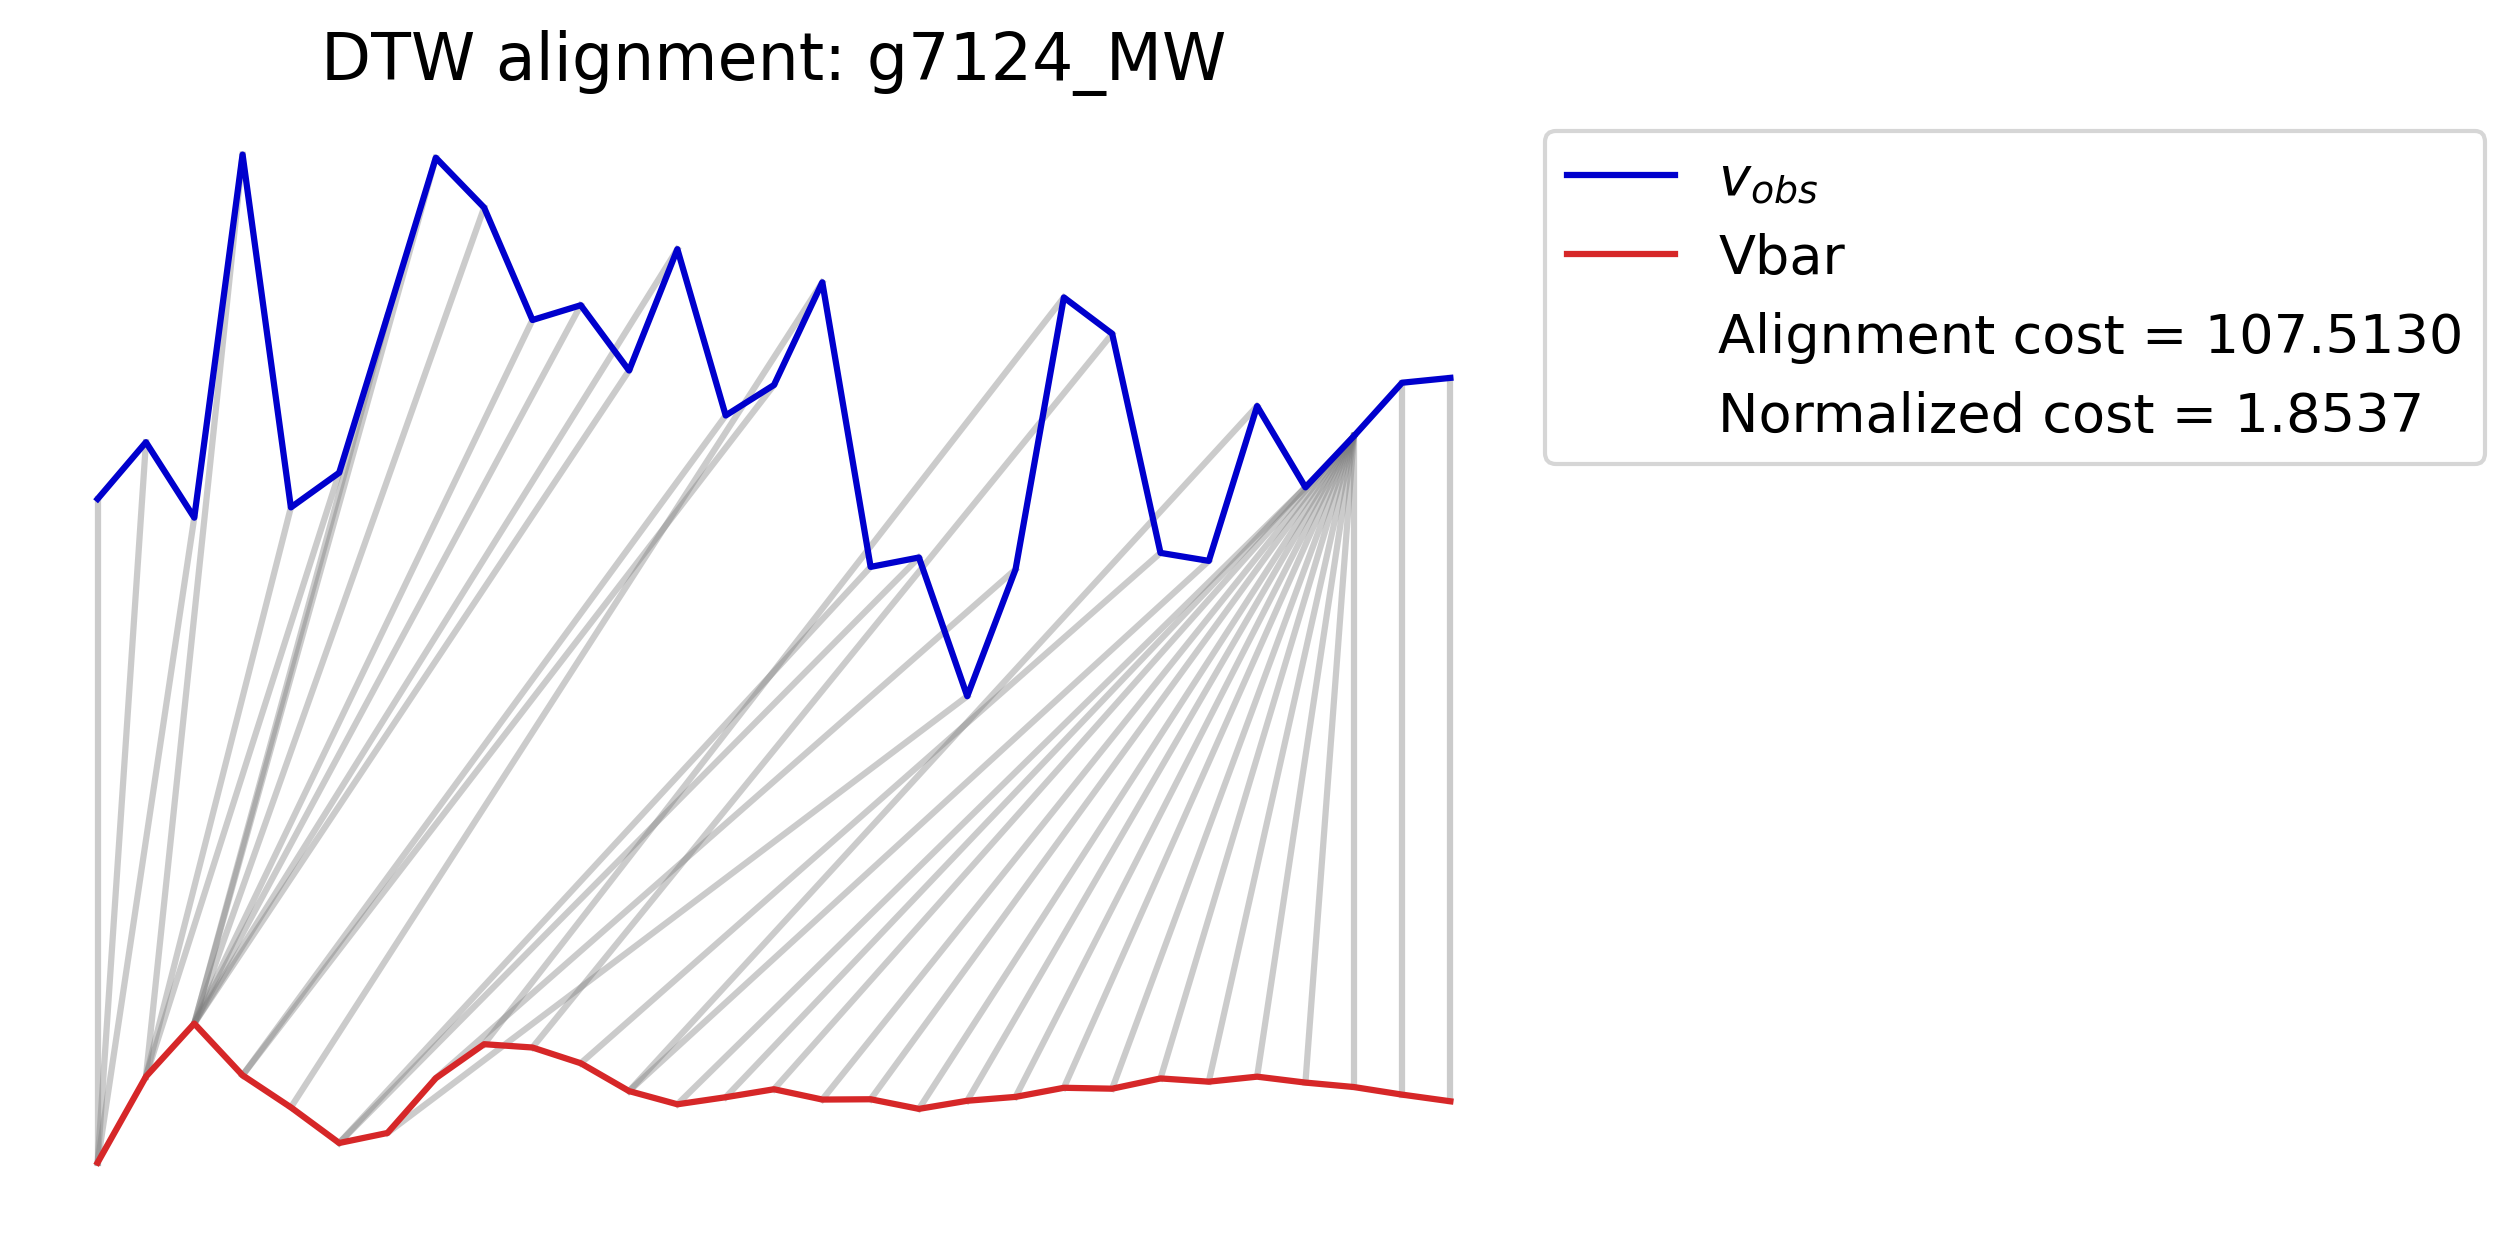 DTW alignment: g7124_MW
v_obs
Vbar
Alignment cost = 107.5130
Normalized cost = 1.8537